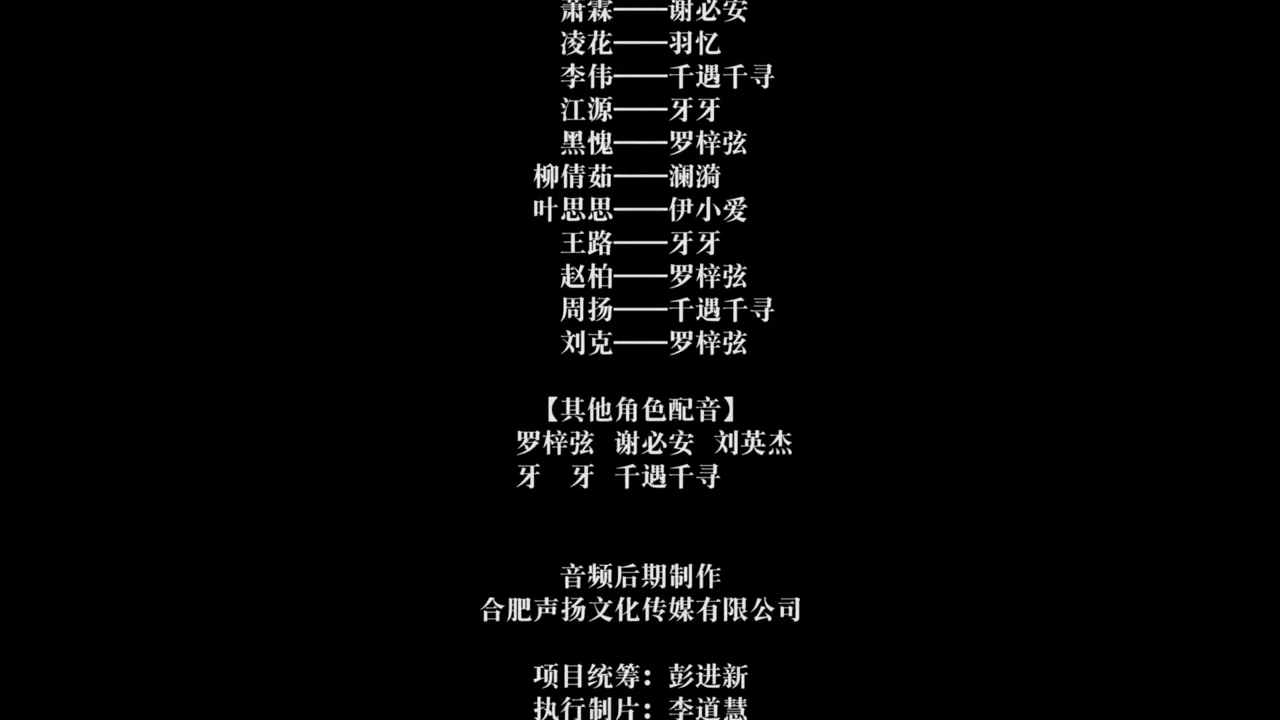 萧霖——谢必安
凌花——羽忆
李伟——千遇千寻
江源——牙牙
黑愧——罗梓弦
柳倩茹——澜漪
叶思思——伊小爱
王路——牙牙
赵柏——罗梓弦
周扬——千遇千寻
刘克——罗梓弦
【其他角色配音】
罗梓弦 谢必安 刘英杰
牙 牙 千遇千寻
音频后期制作
合肥声扬文化传媒有限公司
项目统筹：彭进新
执行制片：李道慧